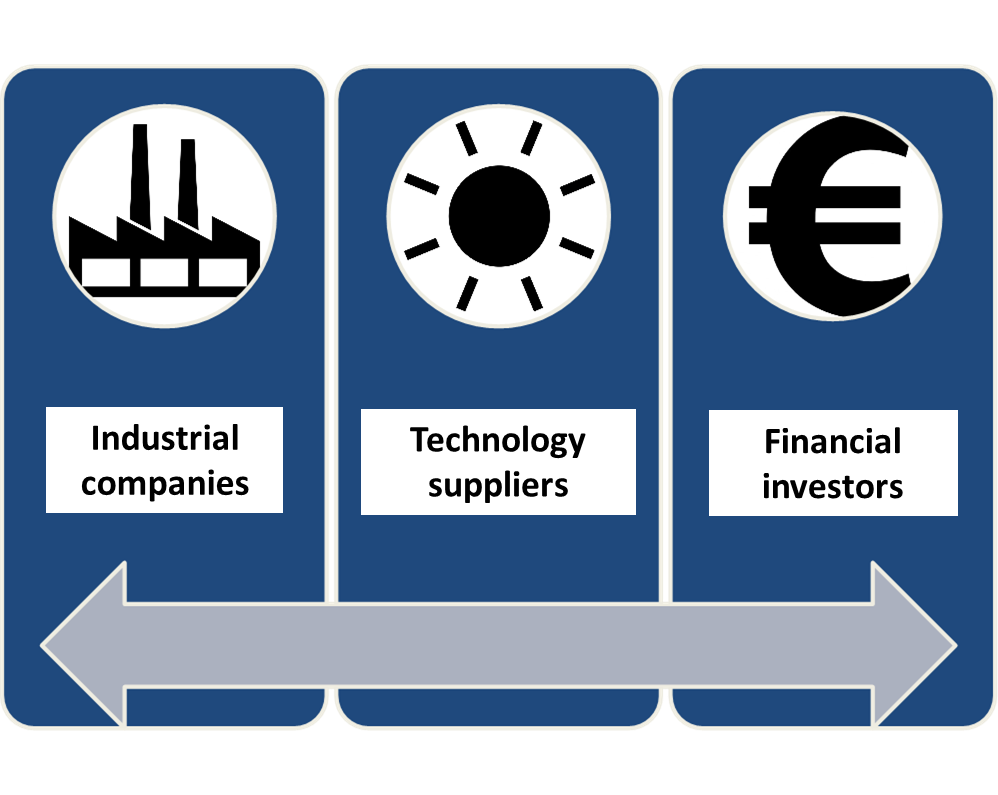 Industrial
companies
Technology
suppliers
Financial
investors